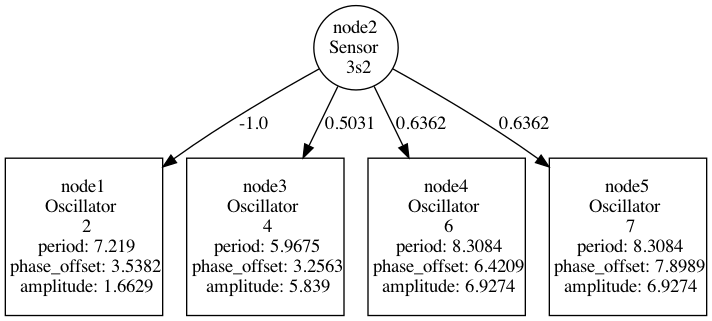 node2
Sensor
3s2
-1.0
0.5031
0.6362
0.6362
node1
Oscillator
2
period: 7.219
phase_offset: 3.5382
amplitude: 1.6629
node3
Oscillator
4
period: 5.9675
phase_offset: 3.2563
amplitude: 5.839
node4
Oscillator
6
period: 8.3084
phase_offset: 6.4209
amplitude: 6.9274
node5
Oscillator
7
period: 8.3084
phase_offset: 7.8989
amplitude: 6.9274